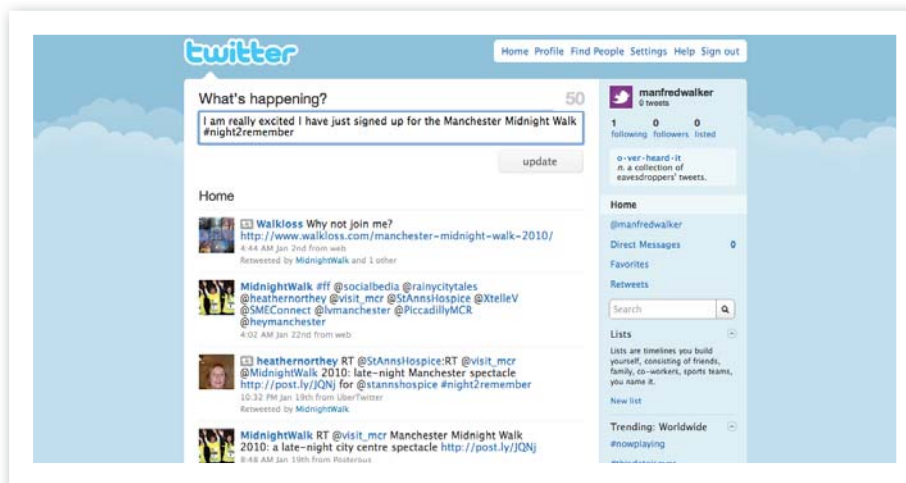 twitter
Home Profile Find People Settings Help Sign out
What's happening?
50
I am really excited I have just signed up for the Manchester Midnight Walk
#night2remember
update
Home
Walkloss Why not join me?
http://www.walkloss.com/manchester-midnight-walk-2010/
4:44 AM Jan 2nd from web
Retweeted by MidnightWalk and 1 other
MidnightWalk #ff @socialbedia @rainycitytales
@heathernorthey @visit_mcr @StAnnsHospice @XtelleV
@SMEConnect @lvmanchester @PiccadillyMCR
@heymanchester
4:02 AM Jan 22nd from web
heathernorthey RT @StAnnsHospice:RT @visit_mcr
@MidnightWalk 2010: late-night Manchester spectacle
http://post.ly/JQNj for @stannshospice #night2remember
10:32 PM Jan 19th from UberTwitter
Retweeted by MidnightWalk
MidnightWalk RT @visit_mcr Manchester Midnight Walk
2010: a late-night city centre spectacle http://post.ly/JQNj
8:48 AM Jan 19th from Posterous
manfredwalker
0 tweets
1 0 0
following followers listed
o·ver·heard·it
n. a collection of
eavesdroppers' tweets.
Home
@manfredwalker
Direct Messages 0
Favorites
Retweets
Search
Lists
Lists are timelines you build
yourself, consisting of friends,
family, co-workers, sports teams,
you name it.
New list
Trending: Worldwide
#nowplaying